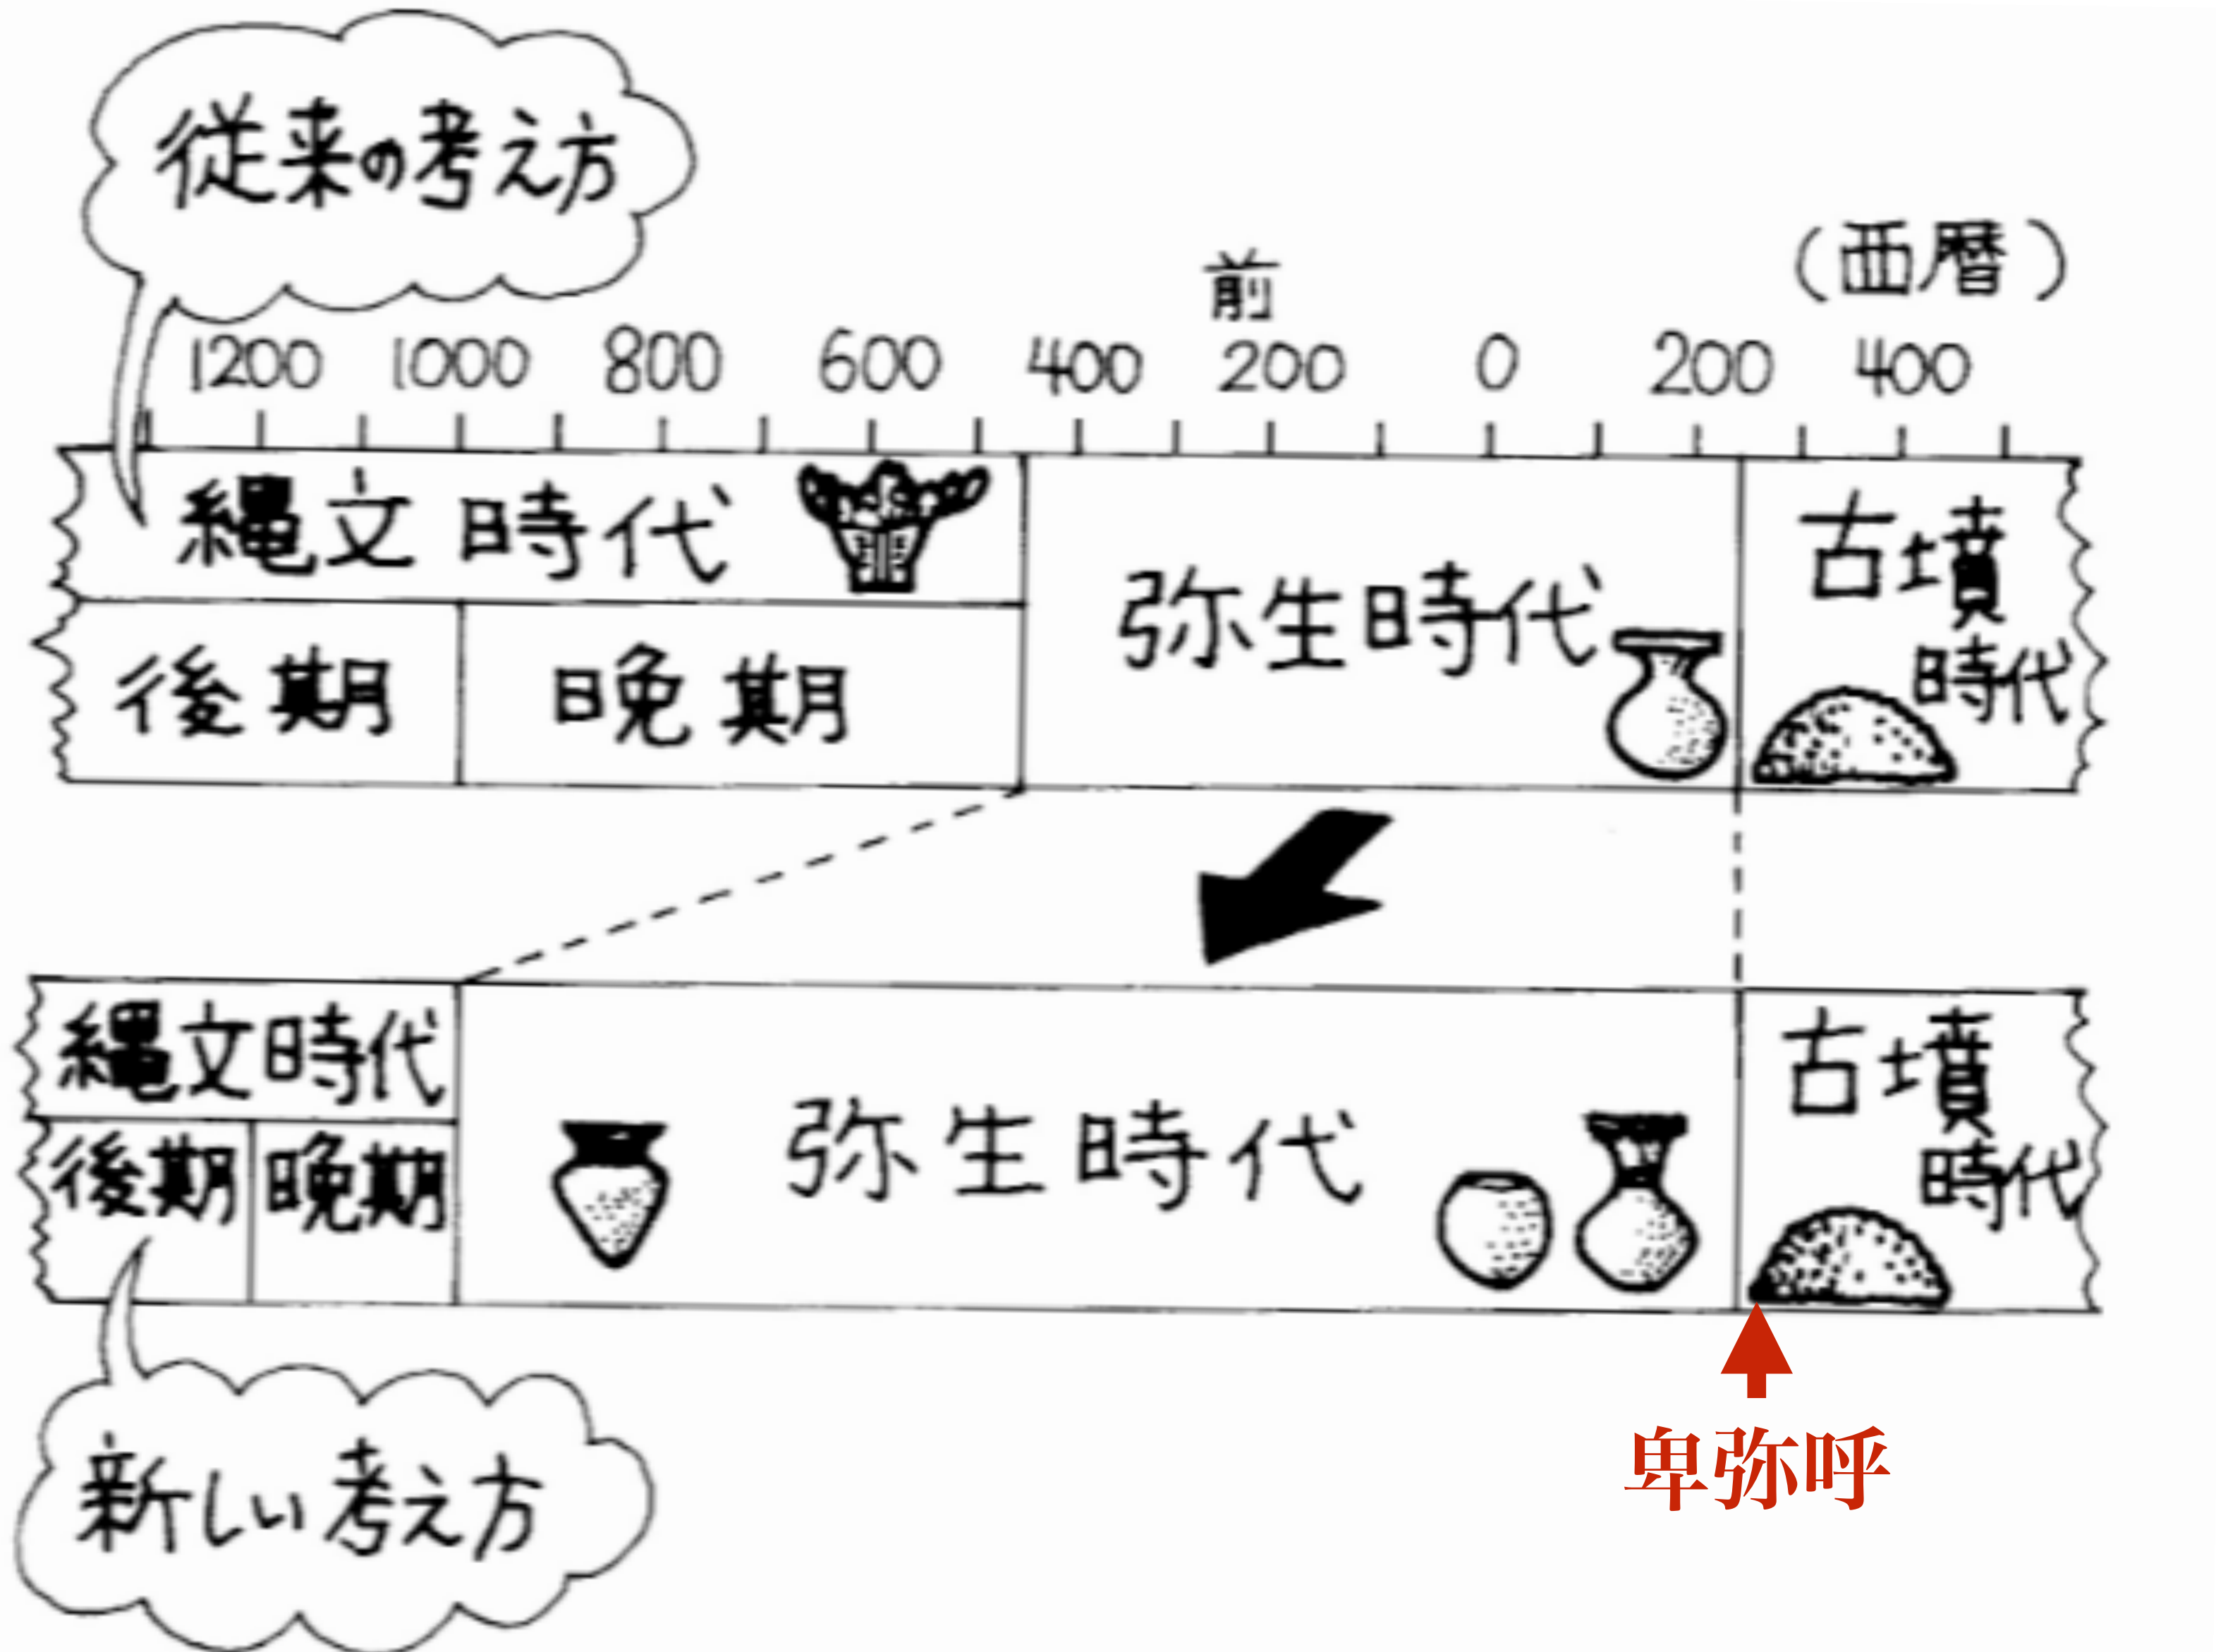 従来の考え方
前
(西暦)
1200 1000 800 600 400 200 0 200 400
縄文時代
後期
晩期
弥生時代
古墳
時代
縄文時代
後期
晩期
弥生時代
古墳
時代
新しい考え方
卑弥呼